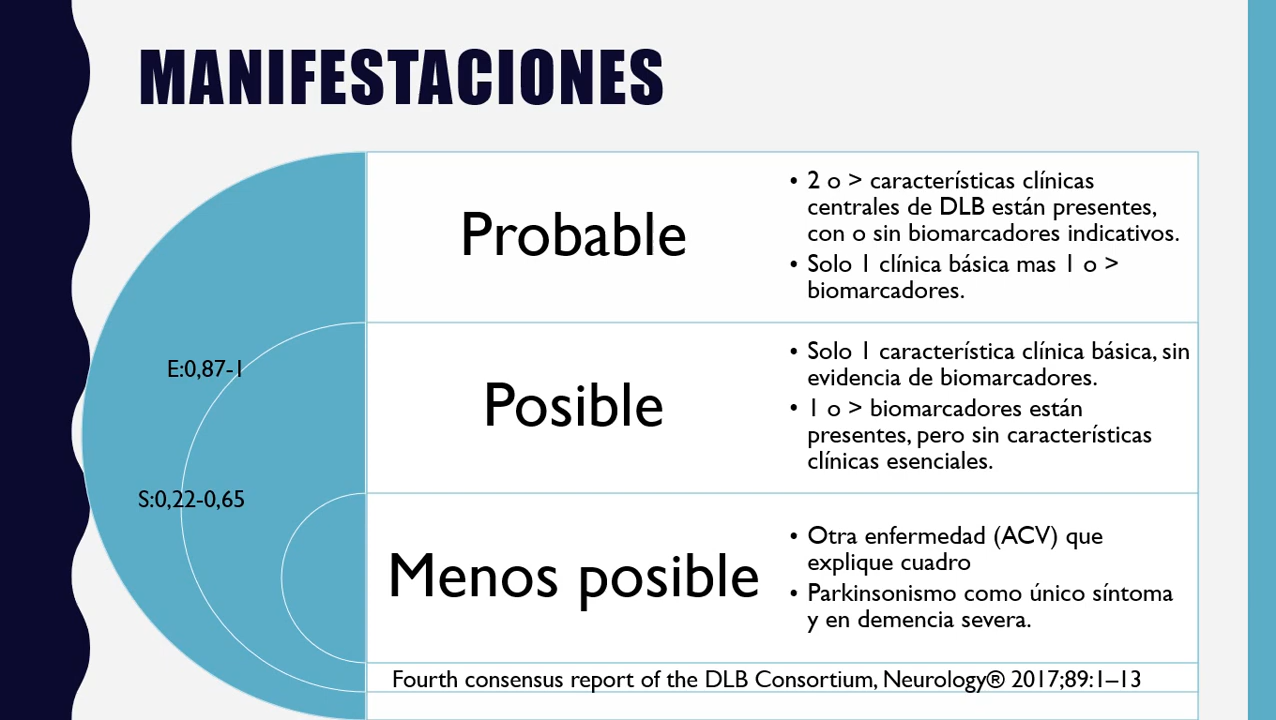 MANIFESTACIONES
E:0,87-1
S:0,22-0,65
Probable
• 2 o > características clínicas
centrales de DLB están presentes,
con o sin biomarcadores indicativos.
• Solo 1 clínica básica mas 1 o >
biomarcadores.
Posible
• Solo 1 característica clínica básica, sin
evidencia de biomarcadores.
• 1 o > biomarcadores están
presentes, pero sin características
clínicas esenciales.
Menos posible
• Otra enfermedad (ACV) que
explique cuadro
• Parkinsonismo como único síntoma
y en demencia severa.
Fourth consensus report of the DLB Consortium, Neurology® 2017;89:1–13